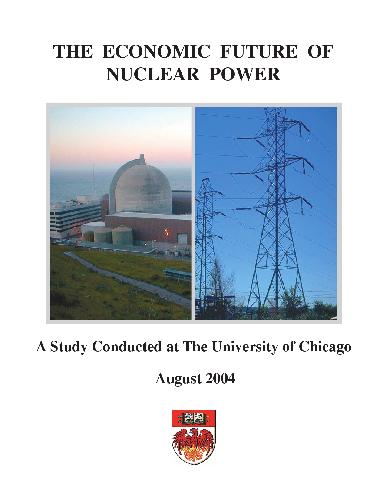 THE ECONOMIC FUTURE OF
NUCLEAR POWER
A Study Conducted at The University of Chicago
August 2004